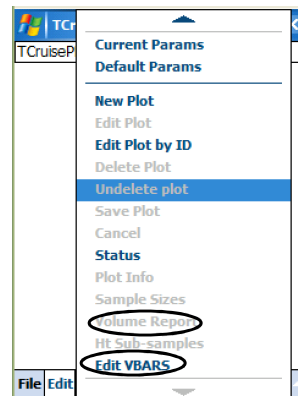 TCr
TCruiseP
Current Params
Default Params
New Plot
Edit Plot
Edit Plot by ID
Delete Plot
Undelete plot
Save Plot
Cancel
Status
Plot Info
Sample Sizes
Volume Report
Ht Sub-samples
Edit VBARS
File Edit